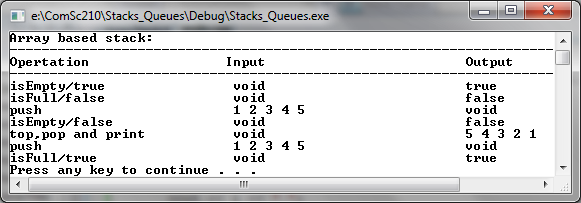 e:\ComSc210\Stacks_Queues\Debug\Stacks_Queues.exe
Array based stack:
Opertation Input Output
isEmpty/true void true
isFull/false void false
push 1 2 3 4 5 void
isEmpty/false void false
top,pop and print void 5 4 3 2 1
push 1 2 3 4 5 void
isFull/true void true
Press any key to continue . . .